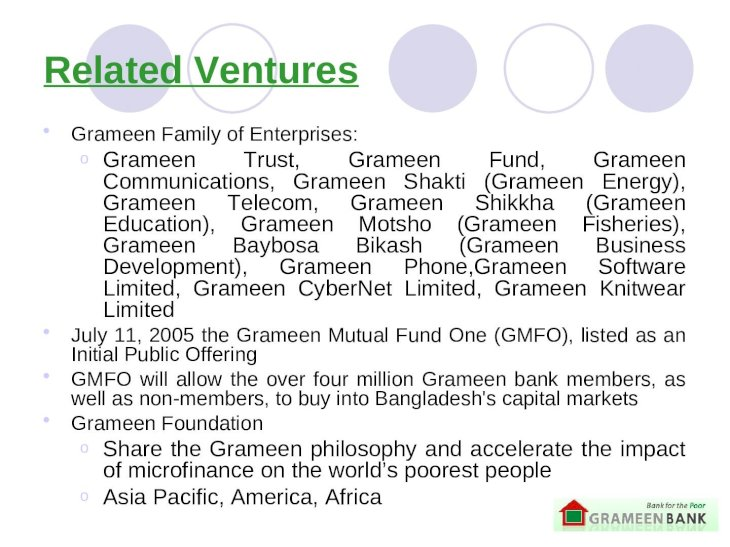 Related Ventures
• Grameen Family of Enterprises:
o Grameen Trust, Grameen Fund, Grameen
Communications, Grameen Shakti (Grameen Energy),
Grameen Telecom, Grameen Shikkha (Grameen
Education), Grameen Motsho (Grameen Fisheries),
Grameen Baybosa Bikash (Grameen Business
Development), Grameen Phone,Grameen Software
Limited, Grameen CyberNet Limited, Grameen Knitwear
Limited
• July 11, 2005 the Grameen Mutual Fund One (GMFO), listed as an
Initial Public Offering
• GMFO will allow the over four million Grameen bank members, as
well as non-members, to buy into Bangladesh's capital markets
• Grameen Foundation
o Share the Grameen philosophy and accelerate the impact
of microfinance on the world’s poorest people
o Asia Pacific, America, Africa
Bank for the Poor
GRAMEEN BANK